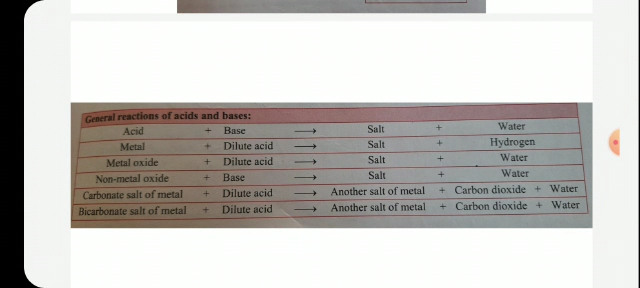 General reactions of acids and bases:
Acid + Base → Salt + Water
Metal + Dilute acid → Salt + Hydrogen
Metal oxide + Dilute acid → Salt + Water
Non-metal oxide + Base → Salt + Water
Carbonate salt of metal + Dilute acid → Another salt of metal + Carbon dioxide + Water
Bicarbonate salt of metal + Dilute acid → Another salt of metal + Carbon dioxide + Water